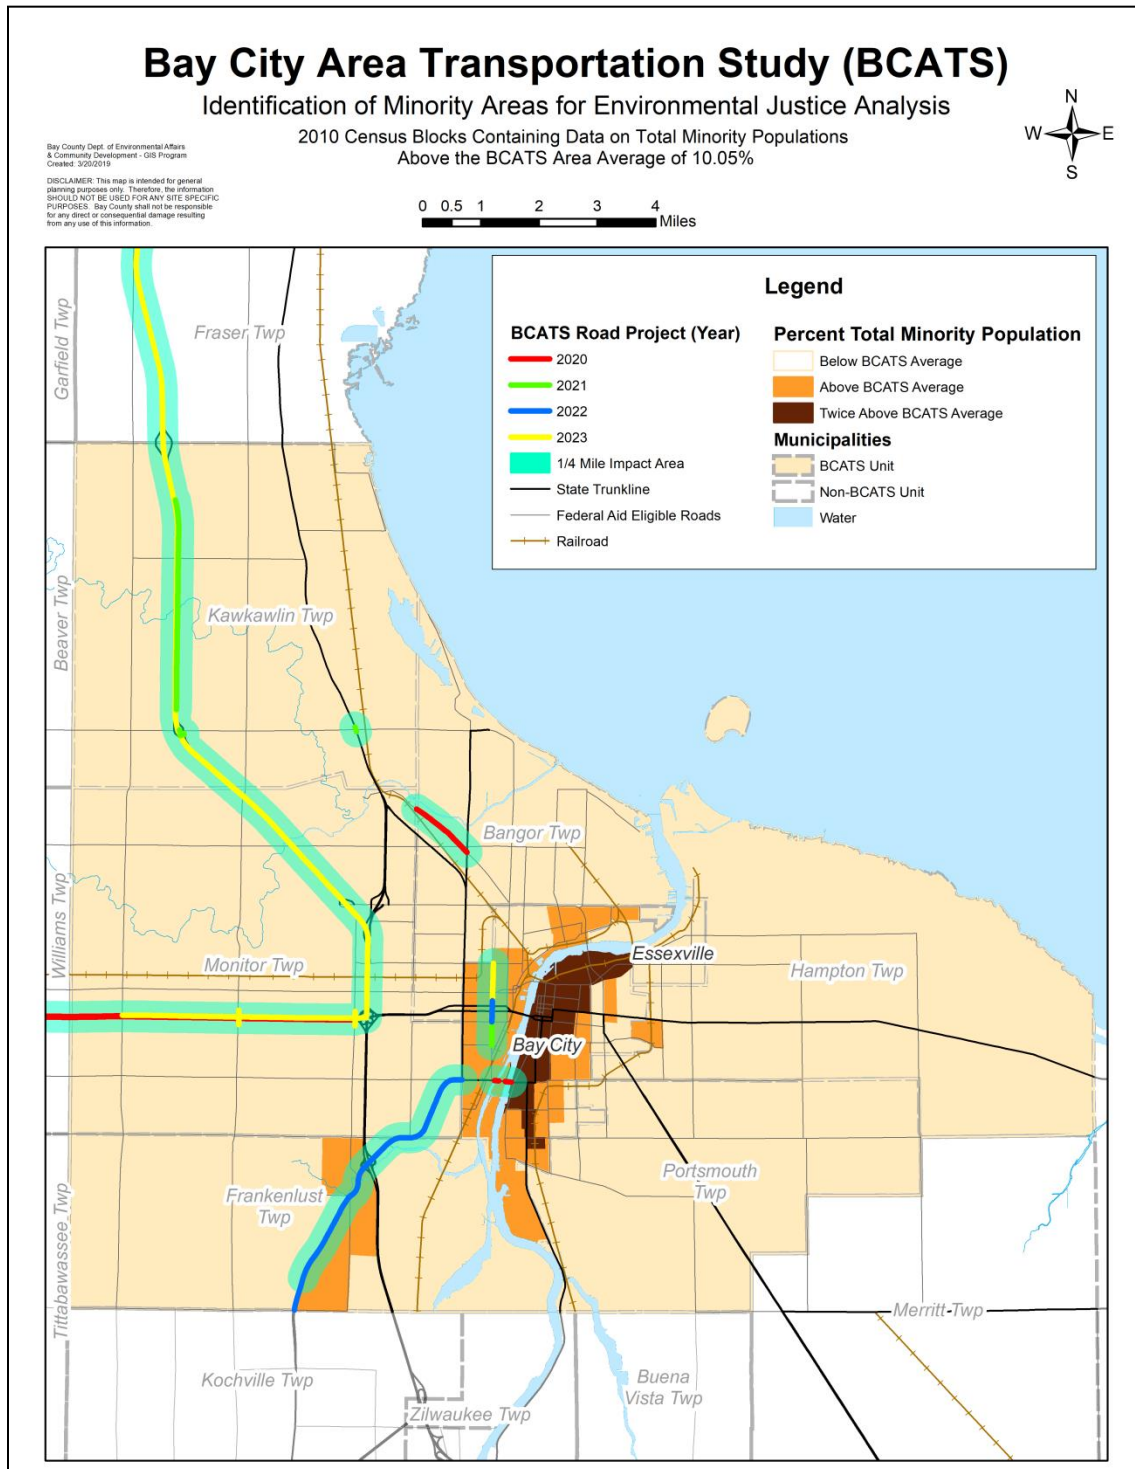 Bay City Area Transportation Study (BCATS)
Identification of Minority Areas for Environmental Justice Analysis
2010 Census Blocks Containing Data on Total Minority Populations
Above the BCATS Area Average of 10.05%
Bay County Dept. of Environmental Affairs
& Community Development - GIS Program
Created: 3/20/2019
DISCLAIMER: This map is intended for general
planning purposes only. Therefore, the information
SHOULD NOT BE USED FOR ANY SITE SPECIFIC
PURPOSES. Bay County shall not be responsible
for any direct or consequential damage resulting
from any use of this information.
N
W E
S
0 0.5 1 2 3 4
Miles
Legend
BCATS Road Project (Year)
2020
2021
2022
2023
1/4 Mile Impact Area
State Trunkline
Federal Aid Eligible Roads
Railroad
Percent Total Minority Population
Below BCATS Average
Above BCATS Average
Twice Above BCATS Average
Municipalities
BCATS Unit
Non-BCATS Unit
Water
Garfield Twp
Fraser Twp
Beaver Twp
Kawkawlin Twp
Bangor Twp
Williams Twp
Monitor Twp
Essexville
Hampton Twp
Bay City
Portsmouth
Twp
Frankenlust
Twp
Tittabawassee Twp
Merritt Twp
Kochville Twp
Buena
Vista Twp
Zilwaukee Twp